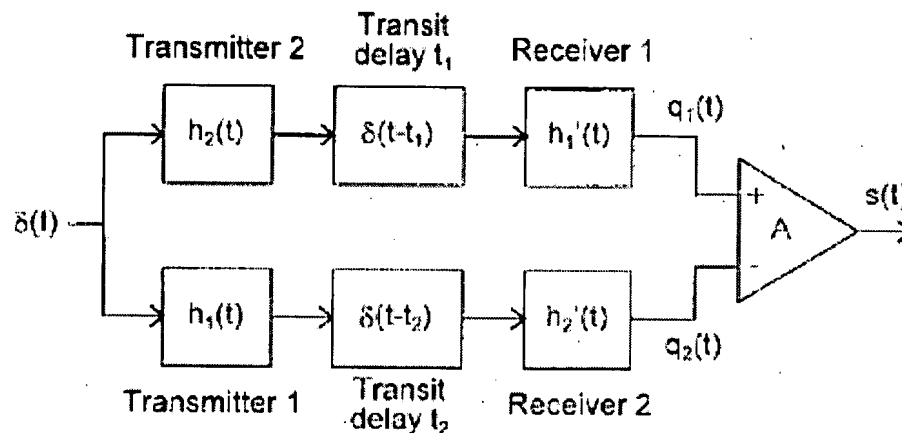 Transmitter 2
Transit
delay t₁
Receiver 1
h₂(t)
δ(t-t₁)
h₁'(t)
q₁(t)
δ(t)
+
A
-
s(t)
h₁(t)
δ(t-t₂)
h₂'(t)
q₂(t)
Transmitter 1
Transit
delay t₂
Receiver 2